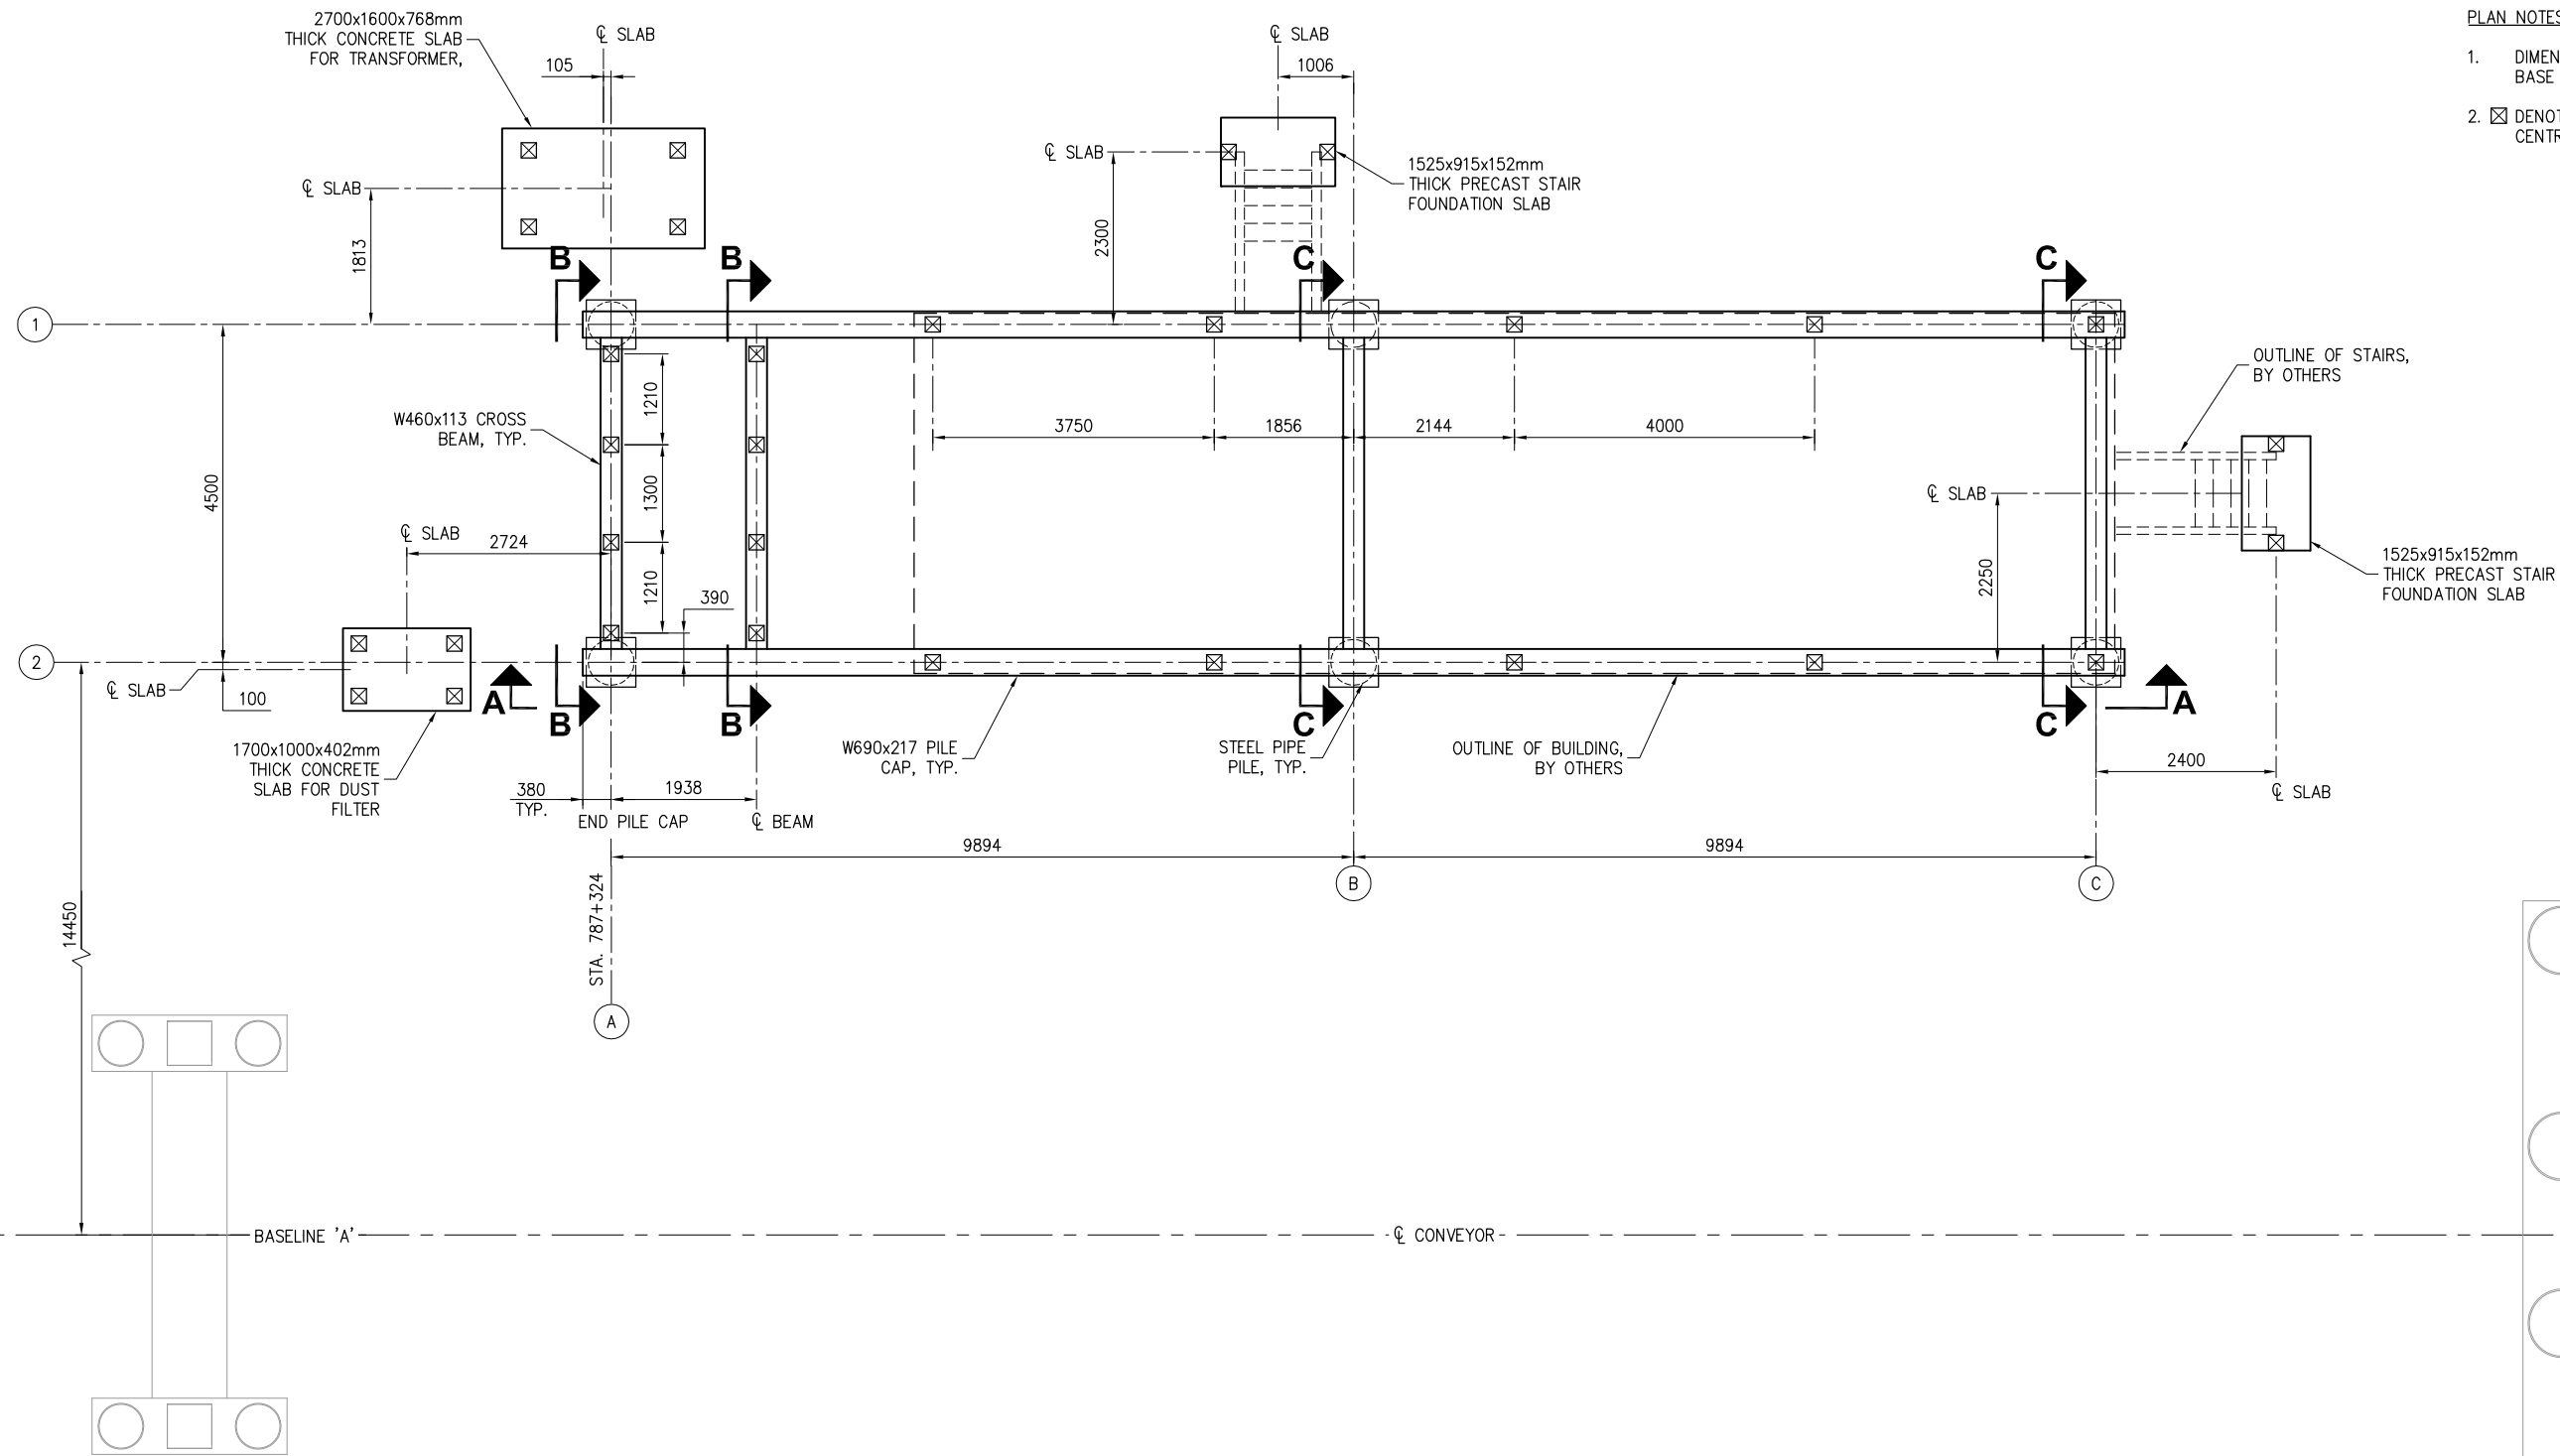 2700x1600x768mm
THICK CONCRETE SLAB
FOR TRANSFORMER,
℄ SLAB
105
℄ SLAB
1813
℄ SLAB
1006
℄ SLAB
2300
1525x915x152mm
THICK PRECAST STAIR
FOUNDATION SLAB
PLAN NOTES
1. DIMEN
BASE
2. DENOT
CENTR
B
B
C
C
1
OUTLINE OF STAIRS,
BY OTHERS
W460x113 CROSS
BEAM, TYP.
1210
1300
1210
390
3750
1856
2144
4000
4500
℄ SLAB
2724
℄ SLAB
2250
1525x915x152mm
THICK PRECAST STAIR
FOUNDATION SLAB
2
℄ SLAB
100
A
B
B
C
C
A
1700x1000x402mm
THICK CONCRETE
SLAB FOR DUST
FILTER
W690x217 PILE
CAP, TYP.
STEEL PIPE
PILE, TYP.
OUTLINE OF BUILDING,
BY OTHERS
2400
℄ SLAB
380
TYP.
END PILE CAP
1938
℄ BEAM
9894
9894
STA. 787+324
A
B
C
14450
BASELINE 'A'
℄ CONVEYOR